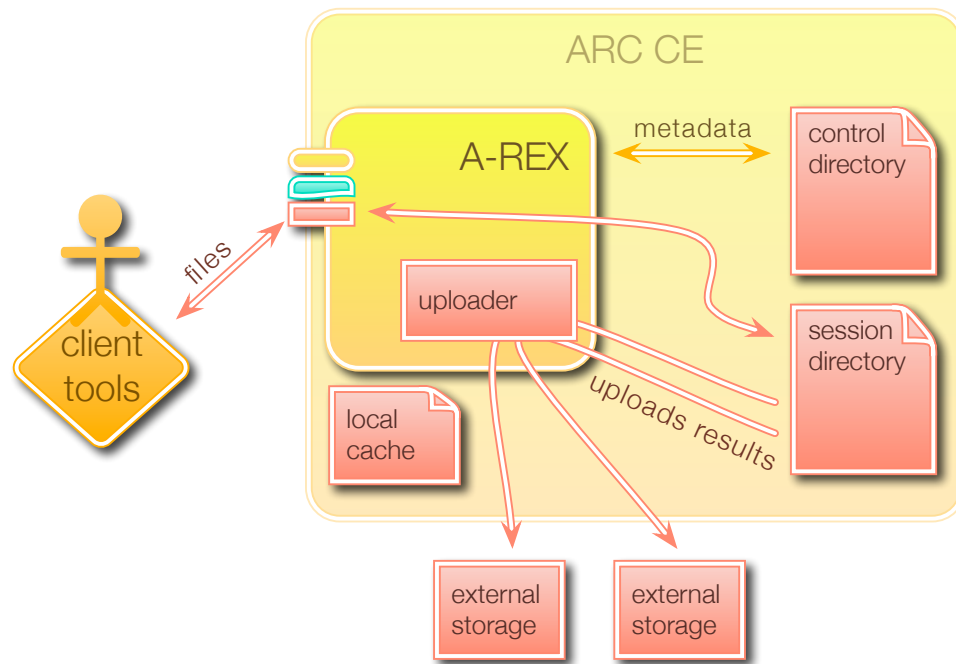 ARC CE
A-REX
metadata
control
directory
files
uploader
client
tools
session
directory
uploads results
local
cache
external
storage
external
storage